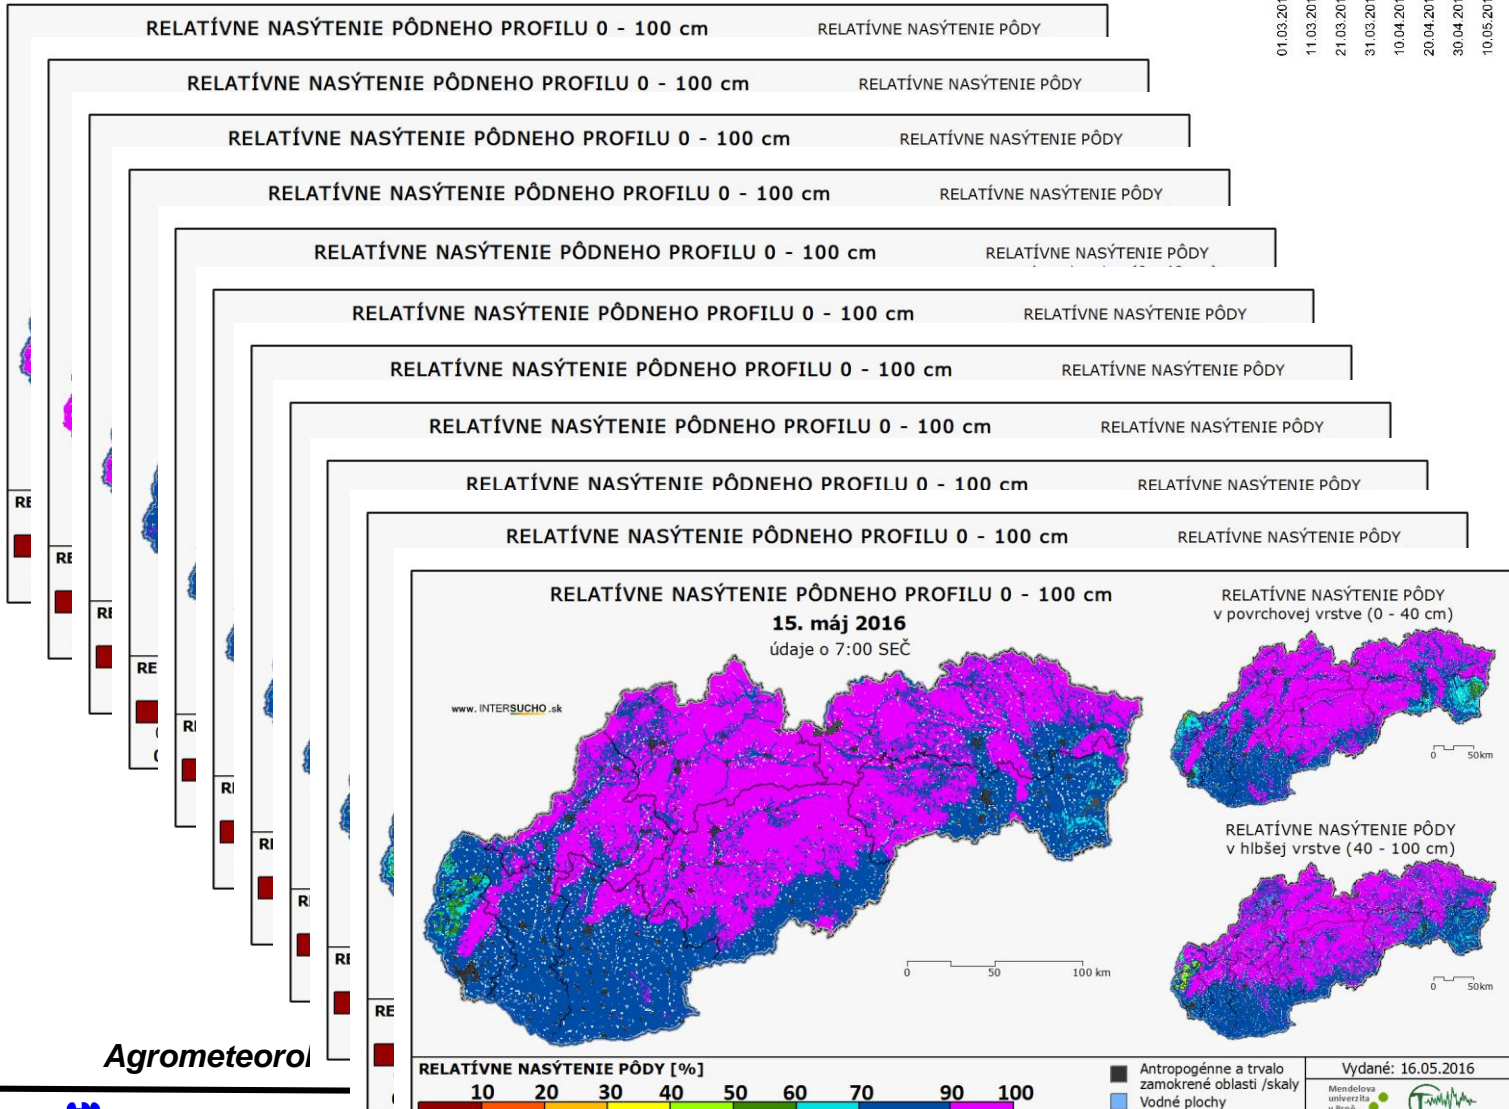 RELATÍVNE NASÝTENIE PÔDNEHO PROFILU 0 - 100 cm
RELATÍVNE NASÝTENIE PÔDY
RELATÍVNE NASÝTENIE PÔDNEHO PROFILU 0 - 100 cm
RELATÍVNE NASÝTENIE PÔDY
RELATÍVNE NASÝTENIE PÔDNEHO PROFILU 0 - 100 cm
RELATÍVNE NASÝTENIE PÔDY
RELATÍVNE NASÝTENIE PÔDNEHO PROFILU 0 - 100 cm
RELATÍVNE NASÝTENIE PÔDY
RELATÍVNE NASÝTENIE PÔDNEHO PROFILU 0 - 100 cm
RELATÍVNE NASÝTENIE PÔDY
RELATÍVNE NASÝTENIE PÔDNEHO PROFILU 0 - 100 cm
RELATÍVNE NASÝTENIE PÔDY
RELATÍVNE NASÝTENIE PÔDNEHO PROFILU 0 - 100 cm
RELATÍVNE NASÝTENIE PÔDY
RELATÍVNE NASÝTENIE PÔDNEHO PROFILU 0 - 100 cm
RELATÍVNE NASÝTENIE PÔDY
RELATÍVNE NASÝTENIE PÔDNEHO PROFILU 0 - 100 cm
RELATÍVNE NASÝTENIE PÔDY
RELATÍVNE NASÝTENIE PÔDNEHO PROFILU 0 - 100 cm
RELATÍVNE NASÝTENIE PÔDY
RELATÍVNE NASÝTENIE PÔDNEHO PROFILU 0 - 100 cm
15. máj 2016
údaje o 7:00 SEČ
www.INTERSUCHO.sk
0 50 100 km
RELATÍVNE NASÝTENIE PÔDY
v povrchovej vrstve (0 - 40 cm)
0 50km
RELATÍVNE NASÝTENIE PÔDY
v hlbšej vrstve (40 - 100 cm)
0 50km
RELATÍVNE NASÝTENIE PÔDY [%]
10 20 30 40 50 60 70 90 100
Antropogénne a trvalo
zamokrené oblasti /skaly
Vodné plochy
Vydané: 16.05.2016
Mendelova
univerzita
v Brně
01.03.201
11.03.201
21.03.201
31.03.201
10.04.201
20.04.201
30.04.201
10.05.201
Agrometeorol
RE
RE
RE
RE
R
R
R
R
RE
RE